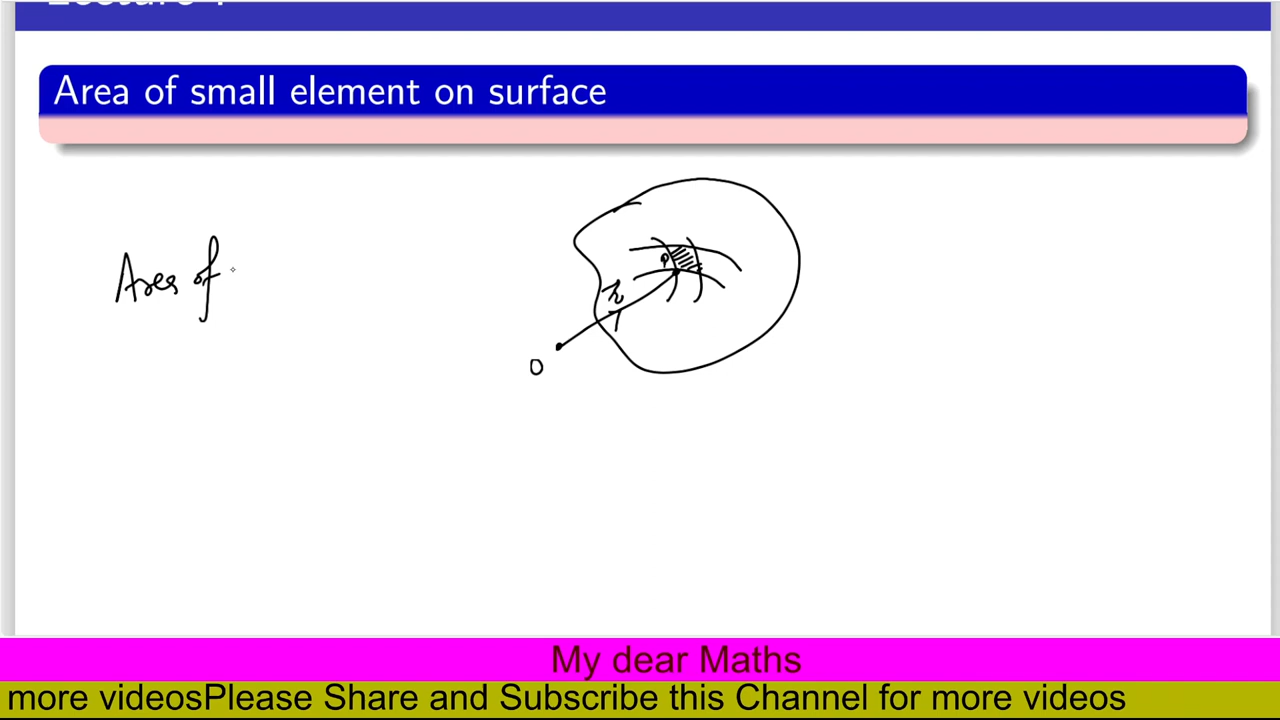 Area of small element on surface
Area of
P
r
O
My dear Maths
more videosPlease Share and Subscribe this Channel for more videos